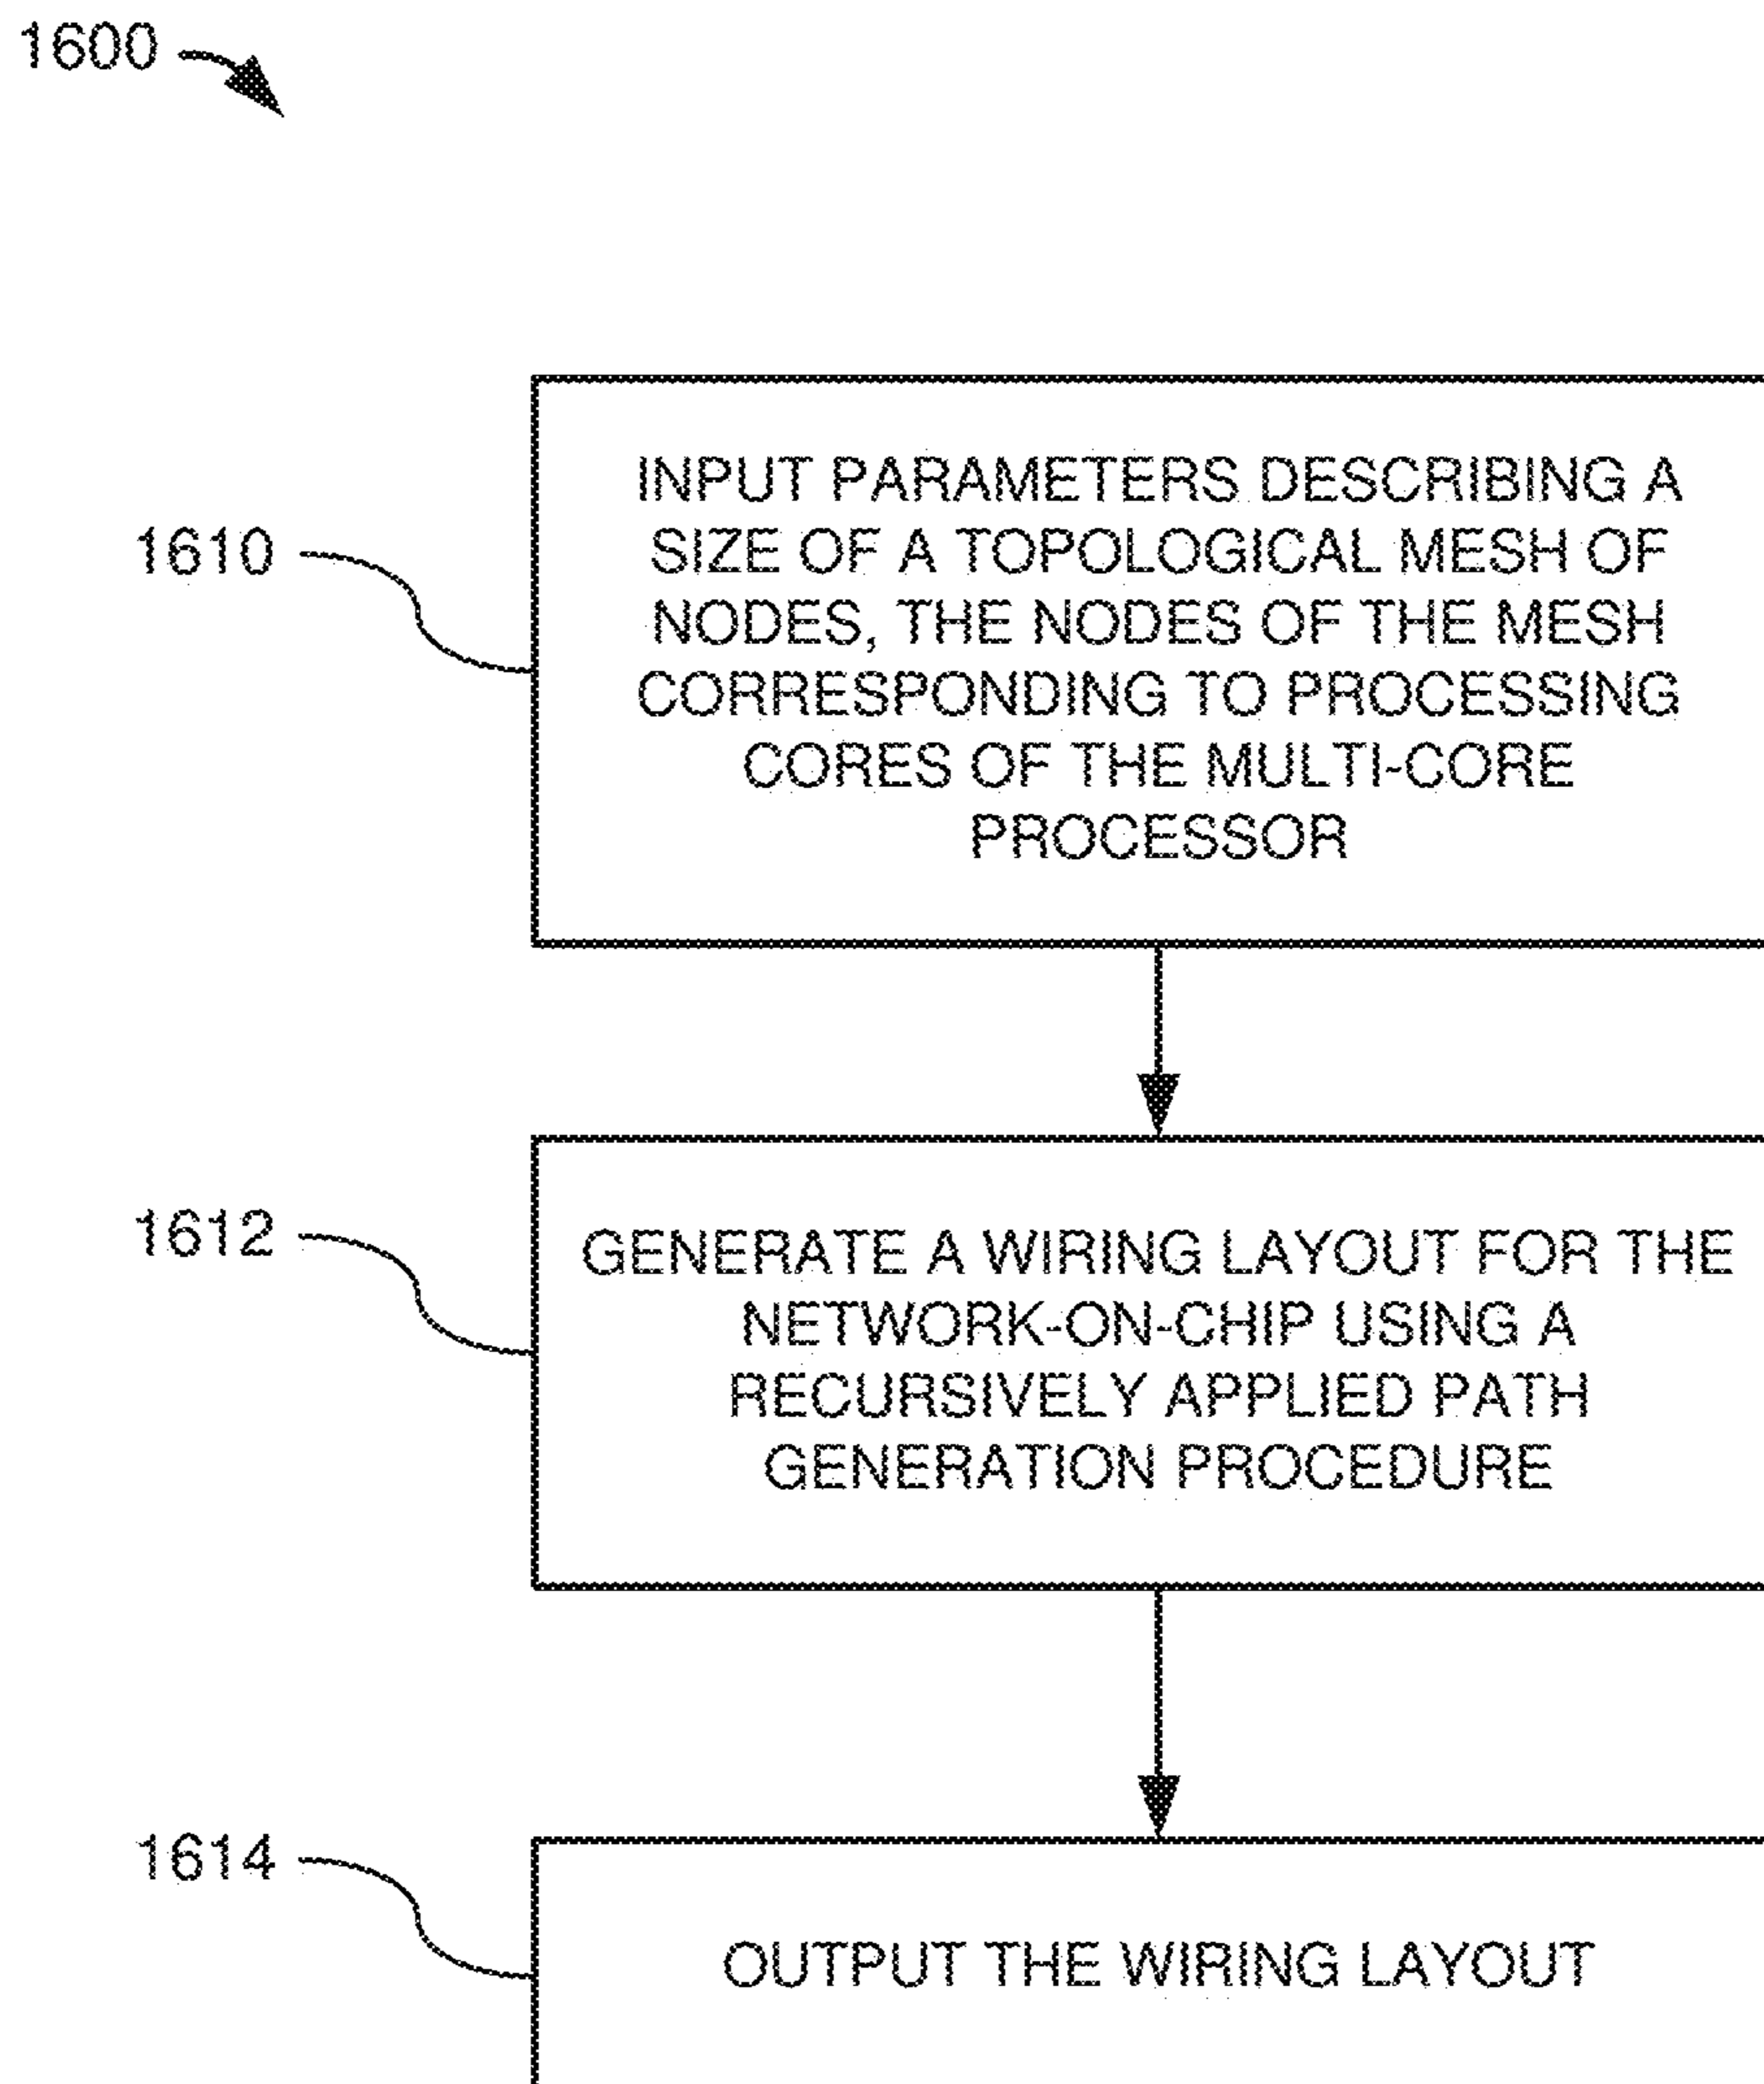 1600
INPUT PARAMETERS DESCRIBING A
1610
SIZE OF A TOPOLOGICAL MESH OF
NODES, THE NODES OF THE MESH
CORRESPONDING TO PROCESSING
CORES OF THE MULTI-CORE
PROCESSOR
1612
GENERATE A WIRING LAYOUT FOR THE
NETWORK-ON-CHIP USING A
RECURSIVELY APPLIED PATH
GENERATION PROCEDURE
1614
OUTPUT THE WIRING LAYOUT